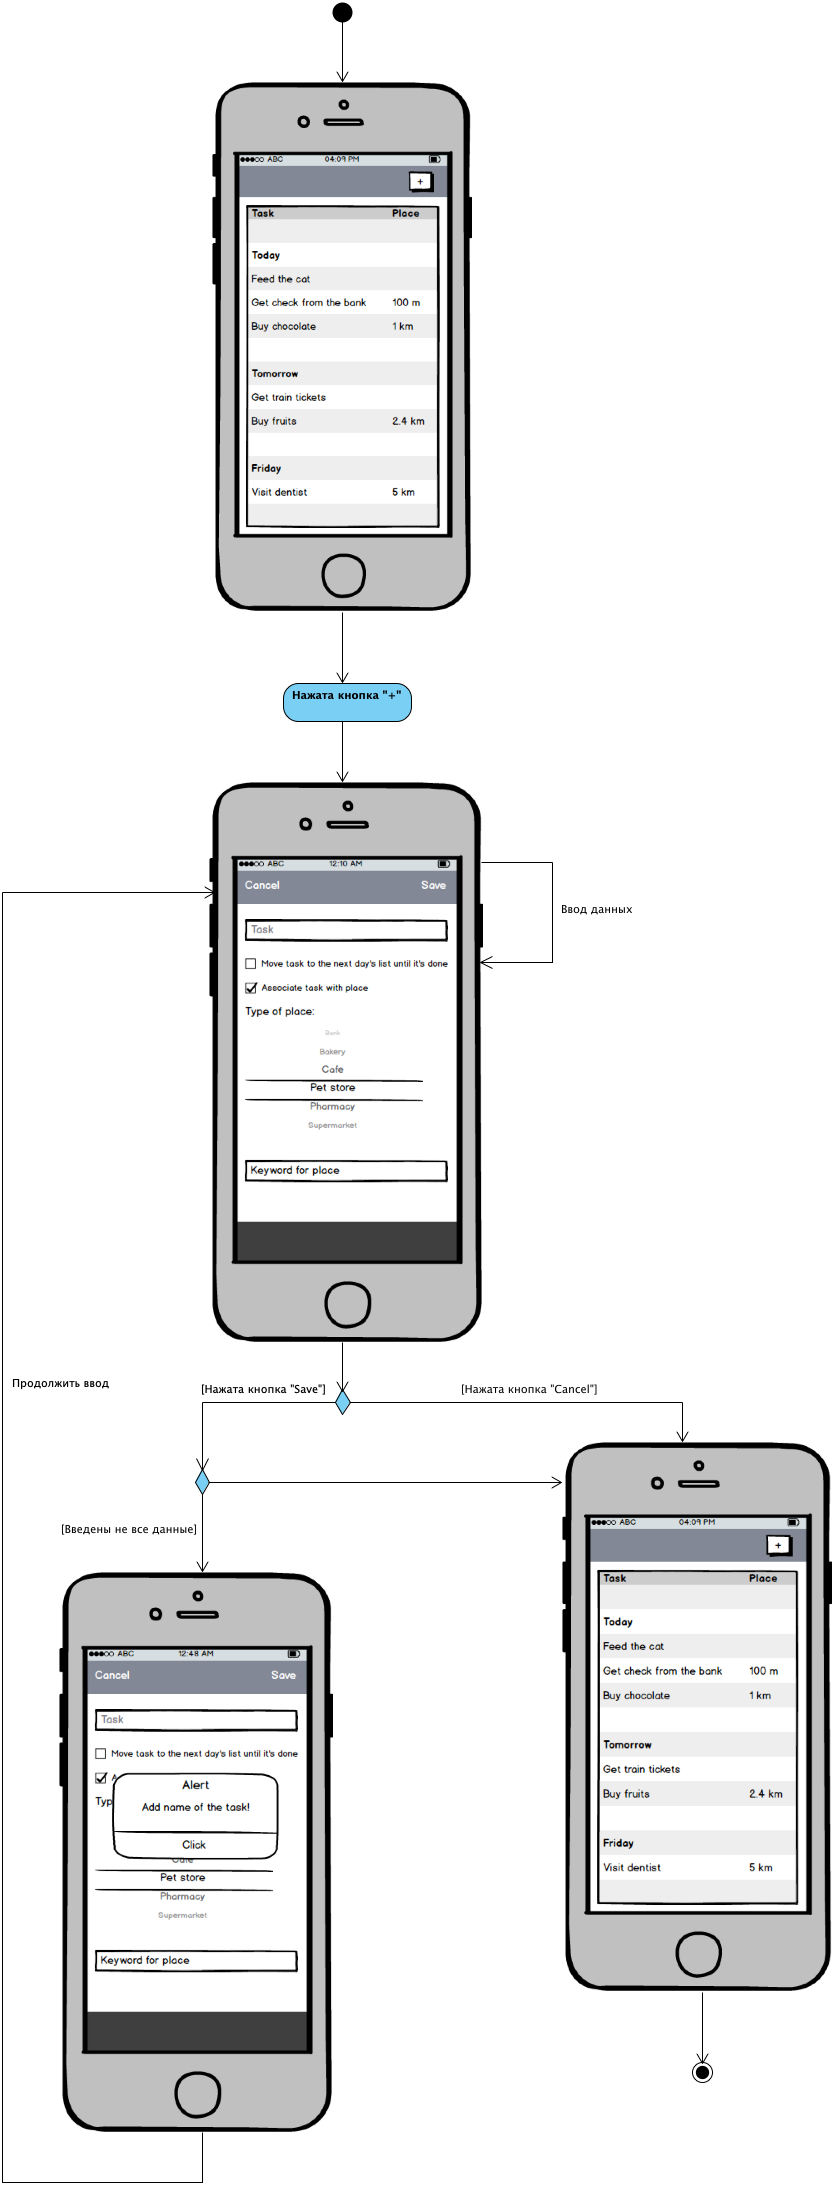 ABC 04:09 PM
+
Task Place
Today
Feed the cat
Get check from the bank 100 m
Buy chocolate 1 km
Tomorrow
Get train tickets
Buy fruits 2.4 km
Friday
Visit dentist 5 km
Нажата кнопка "+"
ABC 12:10 AM
Cancel Save
Task
Move task to the next day's list until it's done
Associate task with place
Type of place:
Bank
Bakery
Cafe
Pet store
Pharmacy
Supermarket
Keyword for place
Ввод данных
Продолжить ввод
[Нажата кнопка "Save"]
[Нажата кнопка "Cancel"]
[Введены не все данные]
ABC 12:48 AM
Cancel Save
Task
Move task to the next day's list until it's done
A
Typ
Alert
Add name of the task!
Click
Cafe
Pet store
Pharmacy
Supermarket
Keyword for place
ABC 04:09 PM
+
Task Place
Today
Feed the cat
Get check from the bank 100 m
Buy chocolate 1 km
Tomorrow
Get train tickets
Buy fruits 2.4 km
Friday
Visit dentist 5 km